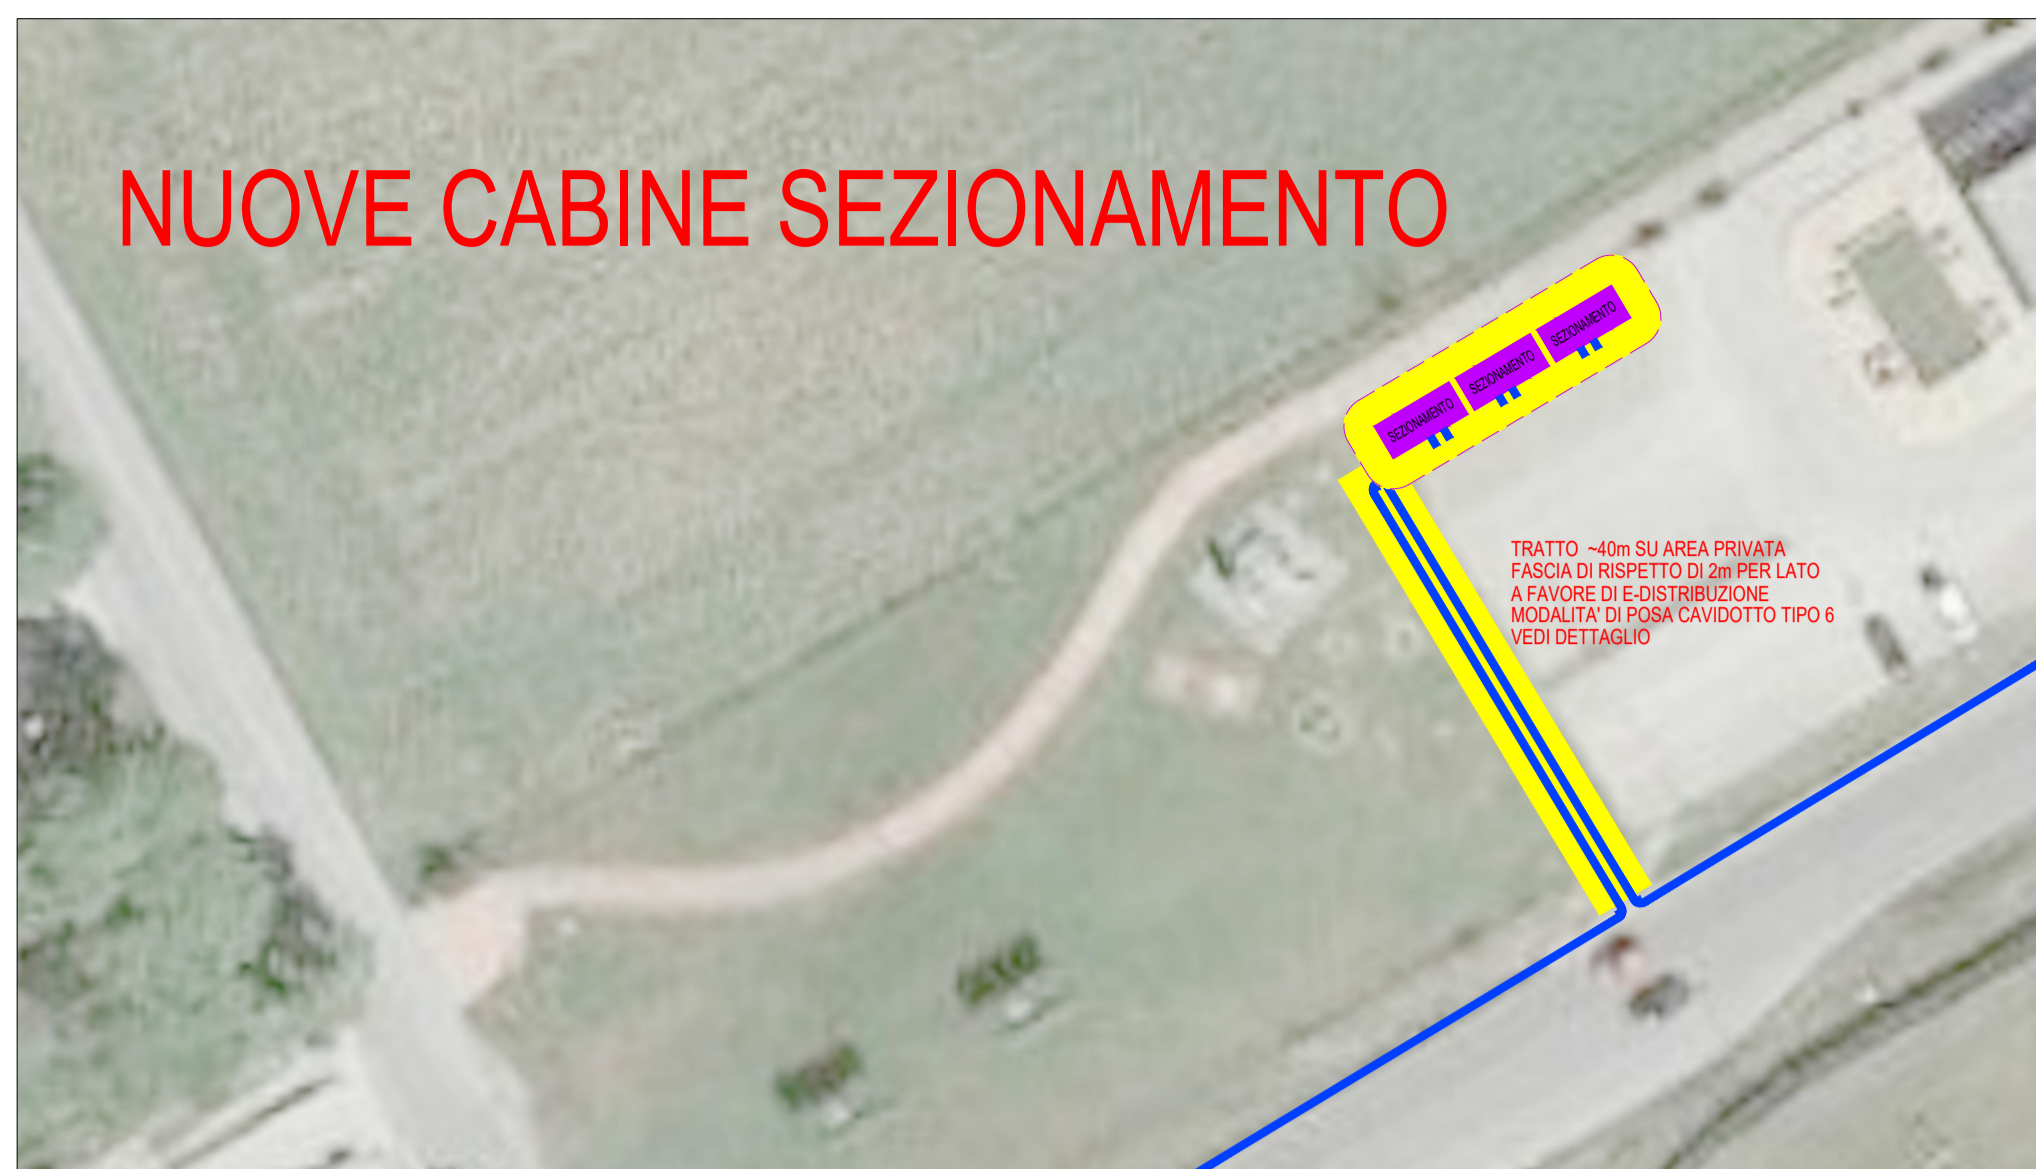 NUOVE CABINE SEZIONAMENTO
SEZIONAMENTO
SEZIONAMENTO
SEZIONAMENTO
TRATTO ~40m SU AREA PRIVATA
FASCIA DI RISPETTO DI 2m PER LATO
A FAVORE DI E-DISTRIBUZIONE
MODALITA' DI POSA CAVIDOTTO TIPO 6
VEDI DETTAGLIO